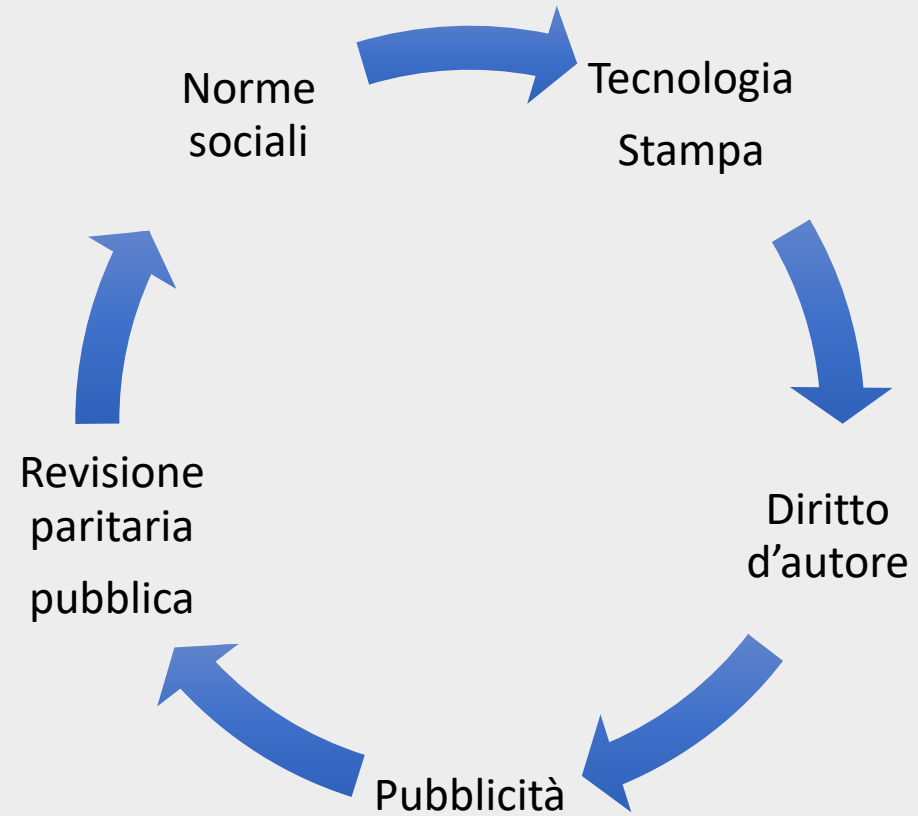 Norme
sociali
Tecnologia
Stampa
Diritto
d’autore
Pubblicità
Revisione
paritaria
pubblica